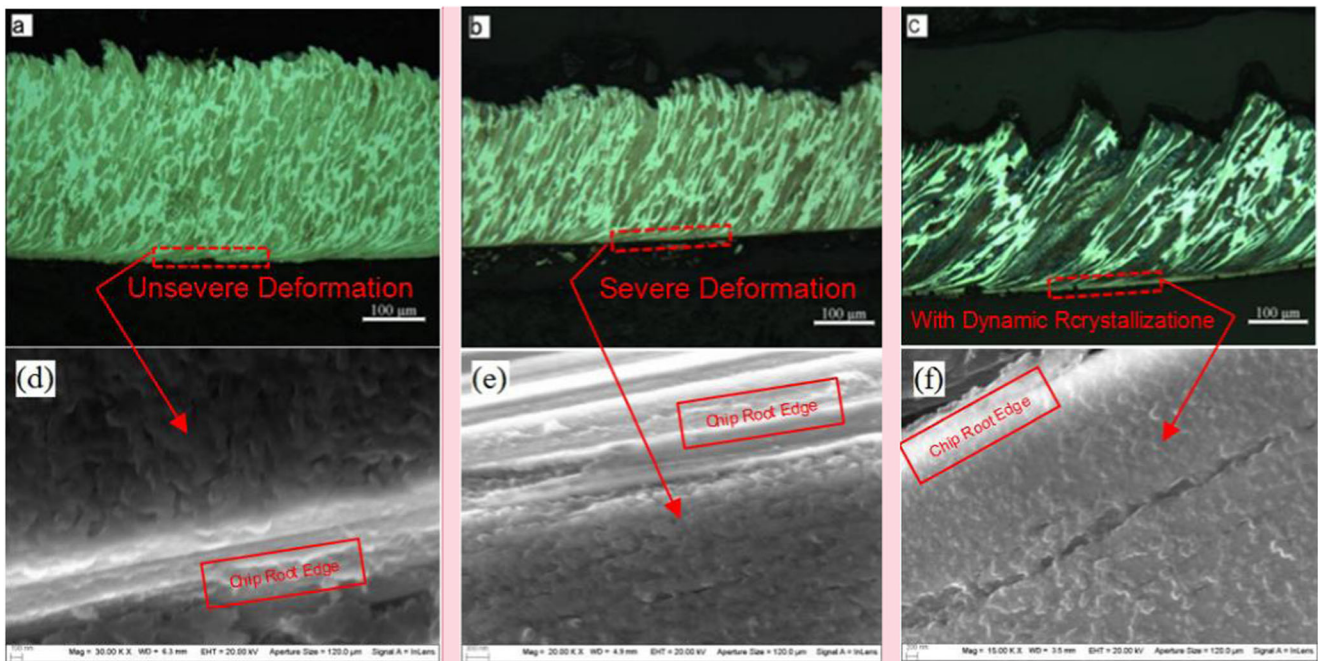 a
b
c
Unsevere Deformation
100 μm
Severe Deformation
100 μm
With Dynamic Rcrystallizatione
100 μm
(d)
Chip Root Edge
100 nm
Mag = 30.00 K X WD = 6.3 mm EHT = 20.00 kV Aperture Size = 120.0 μm Signal A = InLens
(e)
Chip Root Edge
Mag = 20.00 K X WD = 4.9 mm EHT = 20.00 kV Aperture Size = 120.0 μm Signal A = InLens
(f)
Chip Root Edge
200 nm
Mag = 15.00 K X WD = 3.5 mm EHT = 20.00 kV Aperture Size = 120.0 μm Signal A = InLens